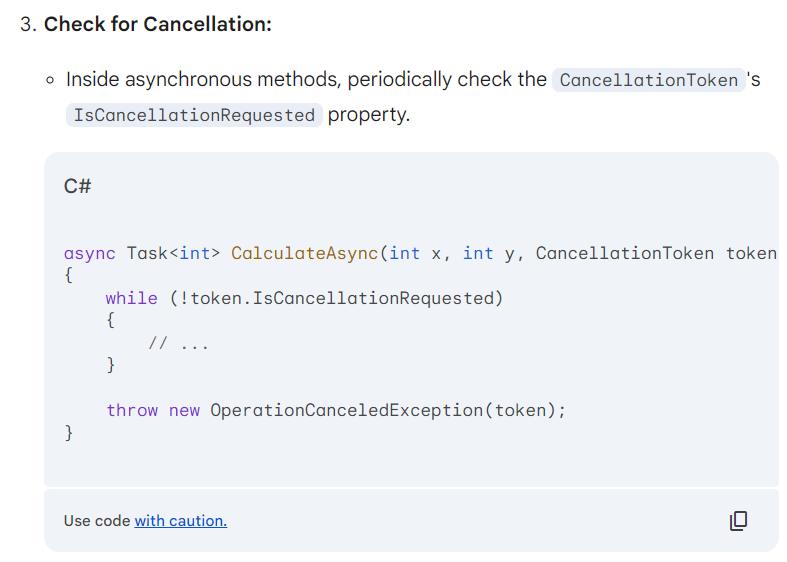 3. Check for Cancellation:
Inside asynchronous methods, periodically check the CancellationToken's
IsCancellationRequested property.
C#
async Task<int> CalculateAsync(int x, int y, CancellationToken token
{
    while (!token.IsCancellationRequested)
    {
        // ...
    }
    throw new OperationCanceledException(token);
}
Use code with caution.